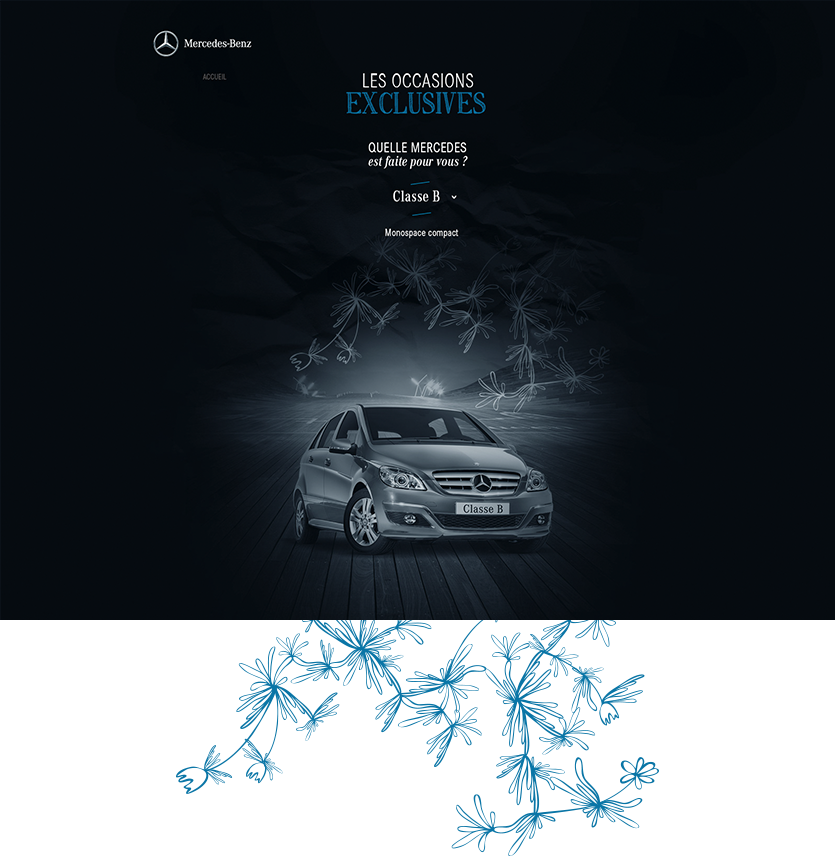 Mercedes-Benz
ACCUEIL
LES OCCASIONS
EXCLUSIVES
QUELLE MERCEDES
est faite pour vous ?
Classe B
Monospace compact
Classe B